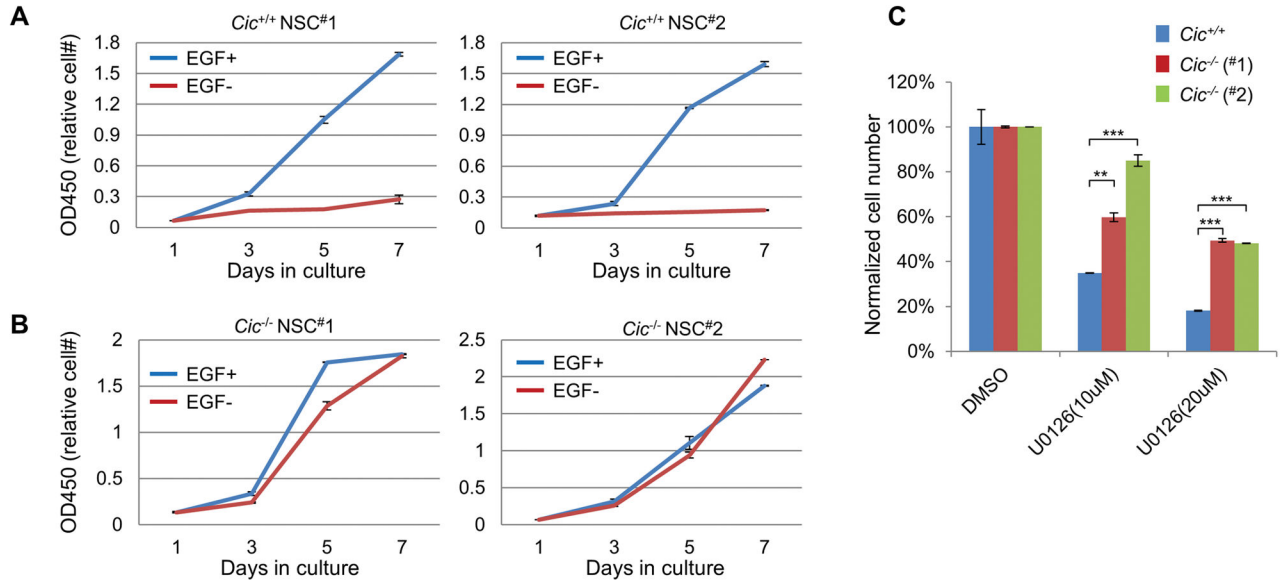 A
Cic+/+ NSC#1
1.8
1.5
1.2
0.9
0.6
0.3
0
OD450 (relative cell#)
EGF+
EGF-
1 3 5 7
Days in culture
Cic+/+ NSC#2
1.8
1.5
1.2
0.9
0.6
0.3
0
EGF+
EGF-
1 3 5 7
Days in culture
B
Cic-/- NSC#1
2
1.5
1
0.5
0
OD450 (relative cell#)
EGF+
EGF-
1 3 5 7
Days in culture
Cic-/- NSC#2
2.5
2
1.5
1
0.5
0
EGF+
EGF-
1 3 5 7
Days in culture
C
Cic+/+
Cic-/- (#1)
Cic-/- (#2)
120%
100%
80%
60%
40%
20%
0%
Normalized cell number
***
**
***
***
DMSO
U0126(10uM)
U0126(20uM)